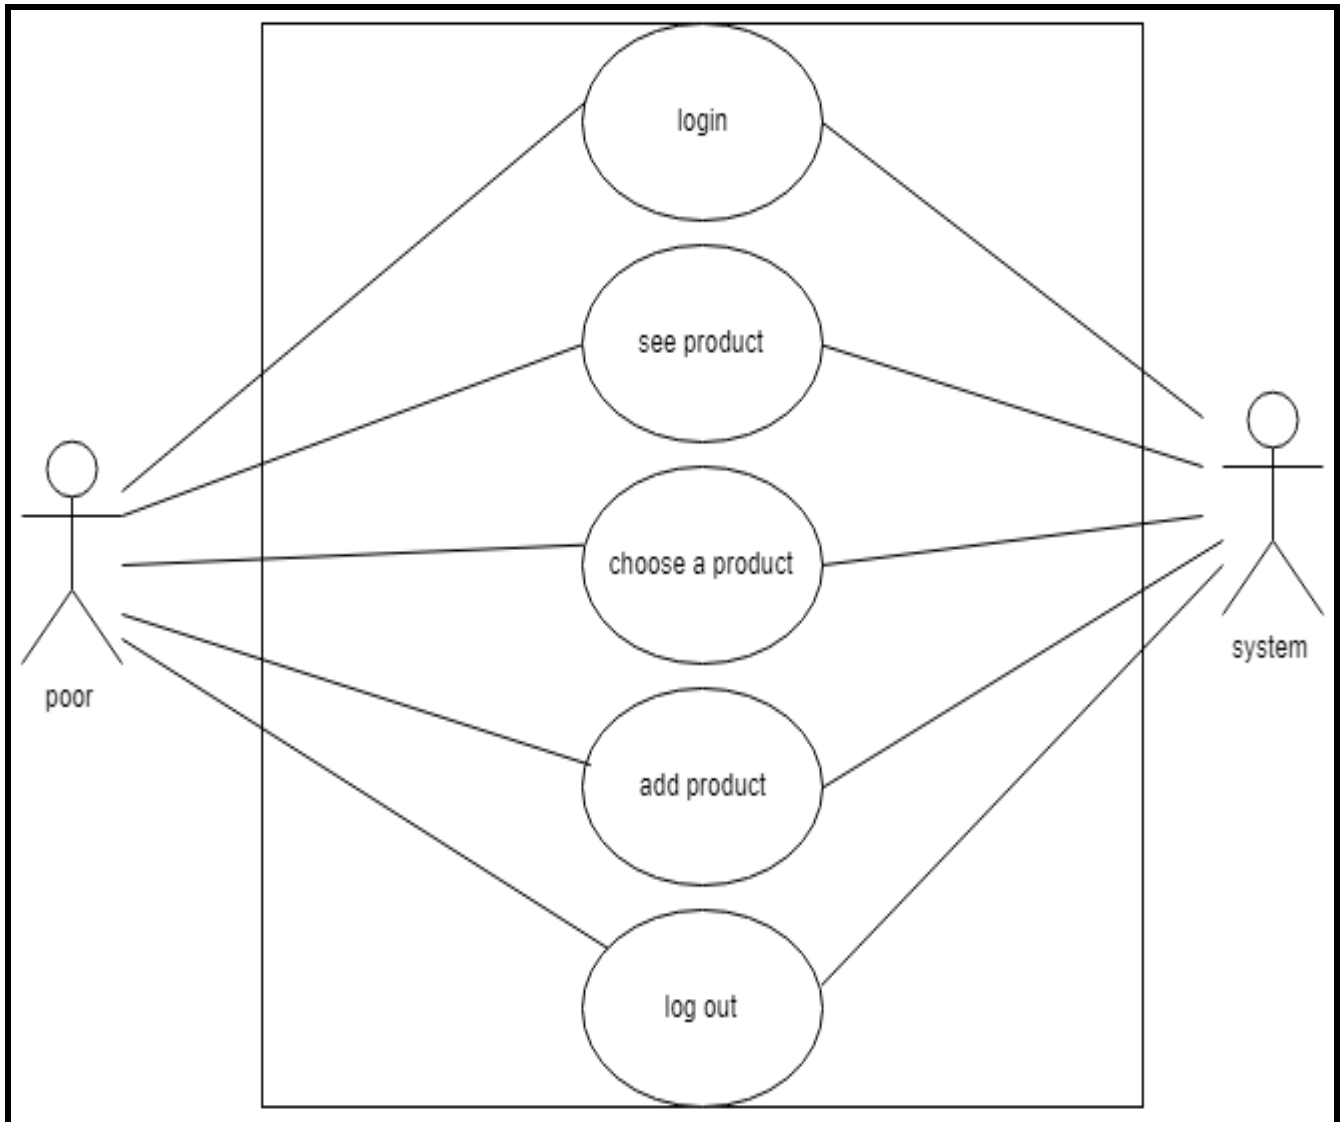 login
see product
choose a product
system
poor
add product
log out